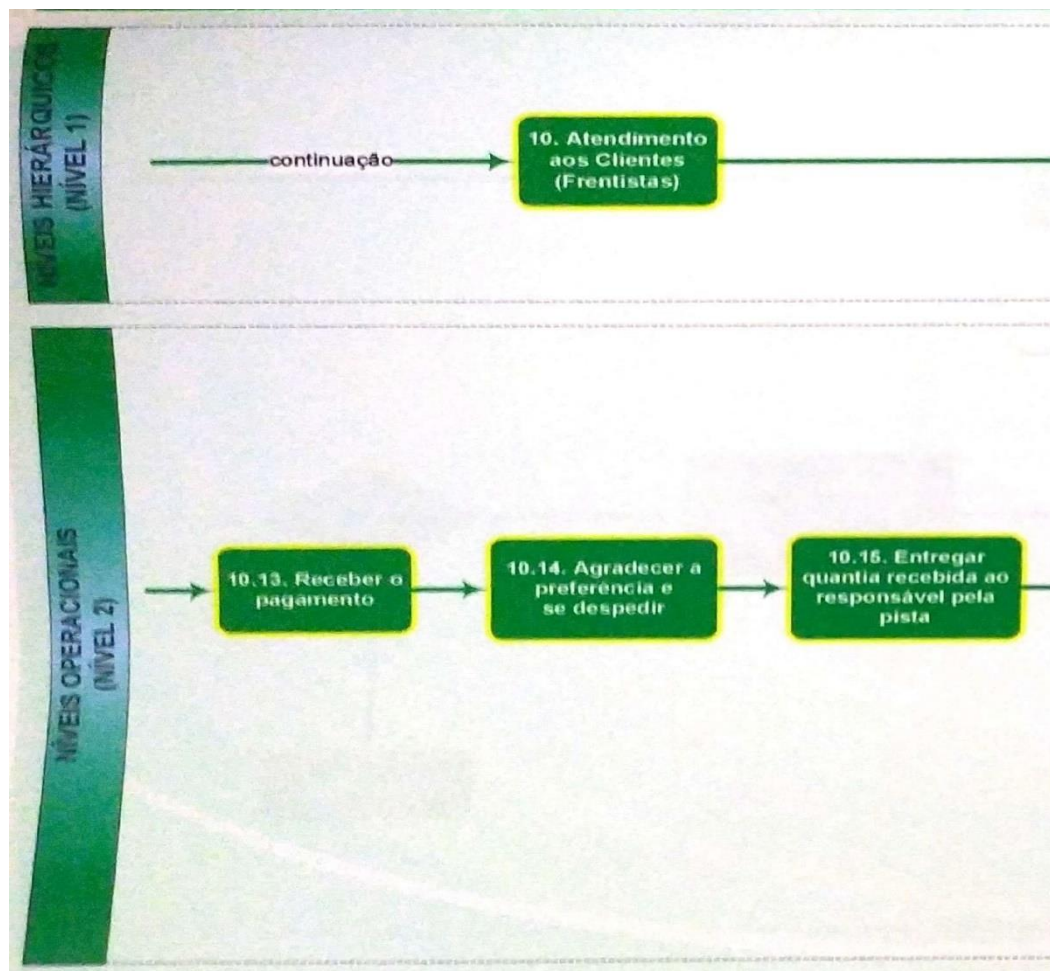 NÍVEIS HIERÁRQUICOS
(NÍVEL 1)
continuação
10. Atendimento
aos Clientes
(Frentistas)
NÍVEIS OPERACIONAIS
(NÍVEL 2)
10.13. Receber o
pagamento
10.14. Agradecer a
preferência e
se despedir
10.15. Entregar
quantia recebida ao
responsável pela
pista